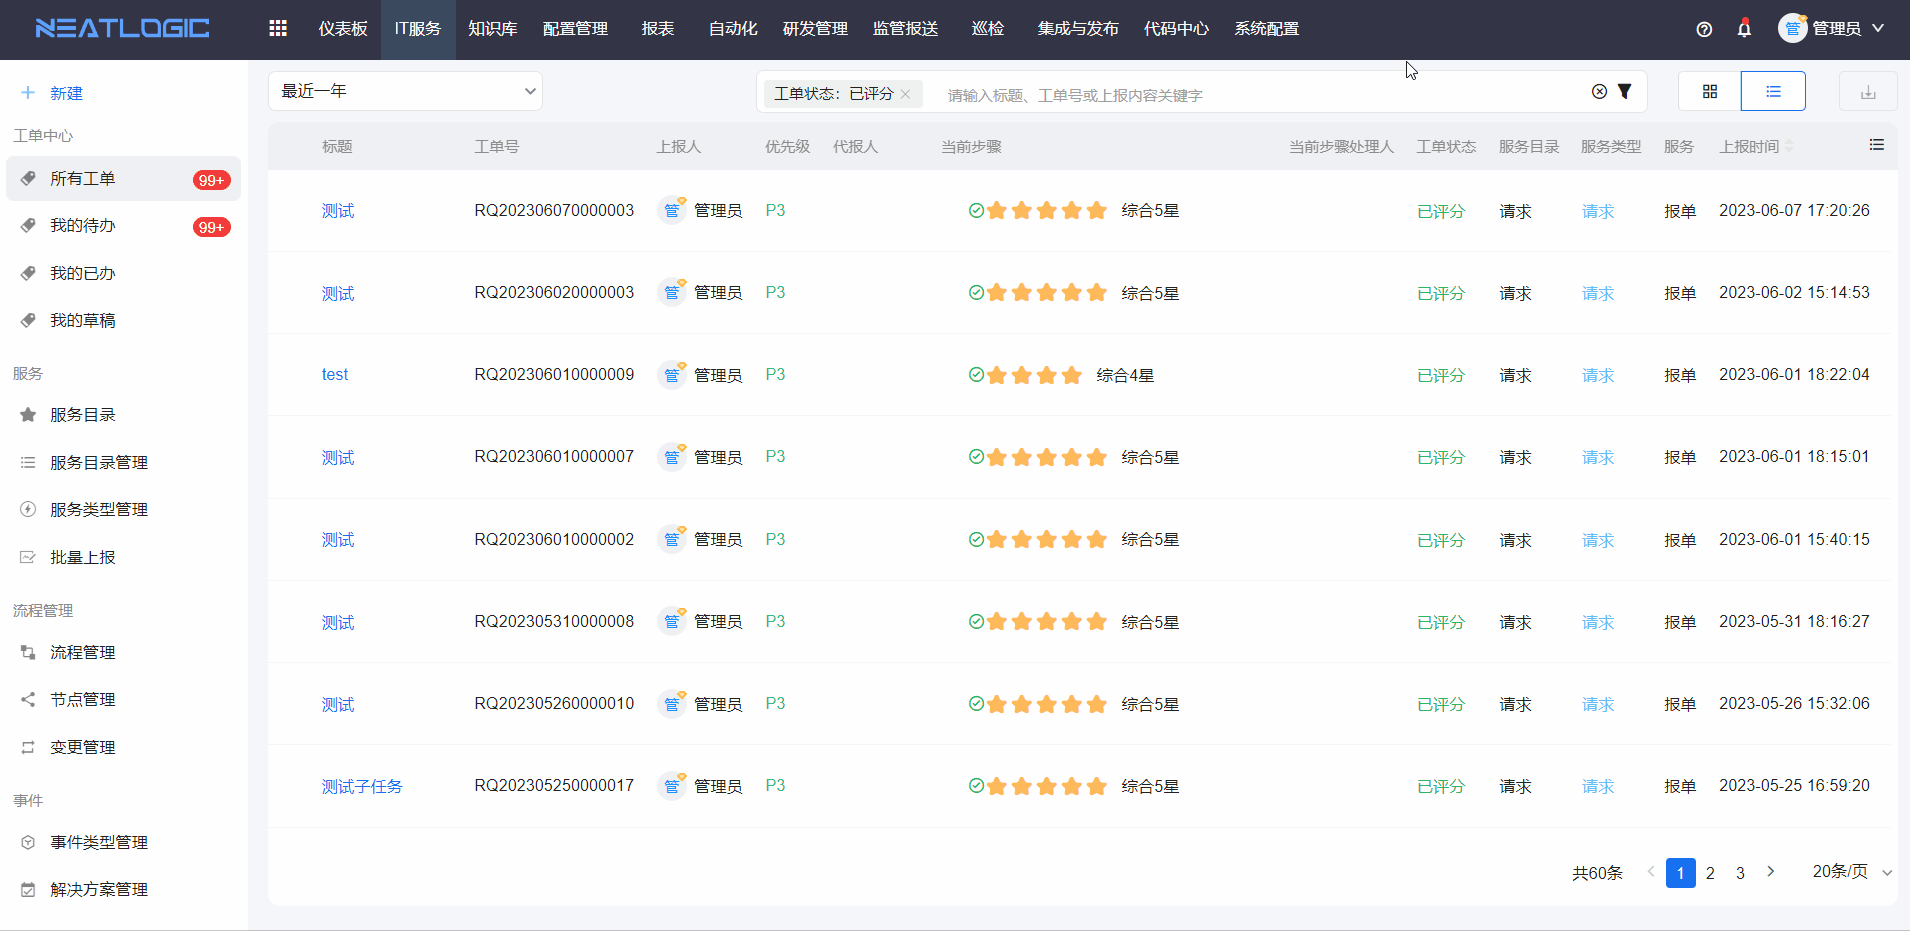 NEATLOGIC 仪表板 IT服务 知识库 配置管理 报表 自动化 研发管理 监管报送 巡检 集成与发布 代码中心 系统配置 管 管理员
新建
工单中心
所有工单 99+
我的待办 99+
我的已办
我的草稿
服务
服务目录
服务目录管理
服务类型管理
批量上报
流程管理
流程管理
节点管理
变更管理
事件
事件类型管理
解决方案管理
最近一年 工单状态：已评分 请输入标题、工单号或上报内容关键字
标题 工单号 上报人 优先级 代报人 当前步骤 当前步骤处理人 工单状态 服务目录 服务类型 服务 上报时间
测试 RQ202306070000003 管 管理员 P3 综合5星 已评分 请求 请求 报单 2023-06-07 17:20:26
测试 RQ202306020000003 管 管理员 P3 综合5星 已评分 请求 请求 报单 2023-06-02 15:14:53
test RQ202306010000009 管 管理员 P3 综合4星 已评分 请求 请求 报单 2023-06-01 18:22:04
测试 RQ202306010000007 管 管理员 P3 综合5星 已评分 请求 请求 报单 2023-06-01 18:15:01
测试 RQ202306010000002 管 管理员 P3 综合5星 已评分 请求 请求 报单 2023-06-01 15:40:15
测试 RQ202305310000008 管 管理员 P3 综合5星 已评分 请求 请求 报单 2023-05-31 18:16:27
测试 RQ202305260000010 管 管理员 P3 综合5星 已评分 请求 请求 报单 2023-05-26 15:32:06
测试子任务 RQ202305250000017 管 管理员 P3 综合5星 已评分 请求 请求 报单 2023-05-25 16:59:20
共60条 1 2 3 20条/页